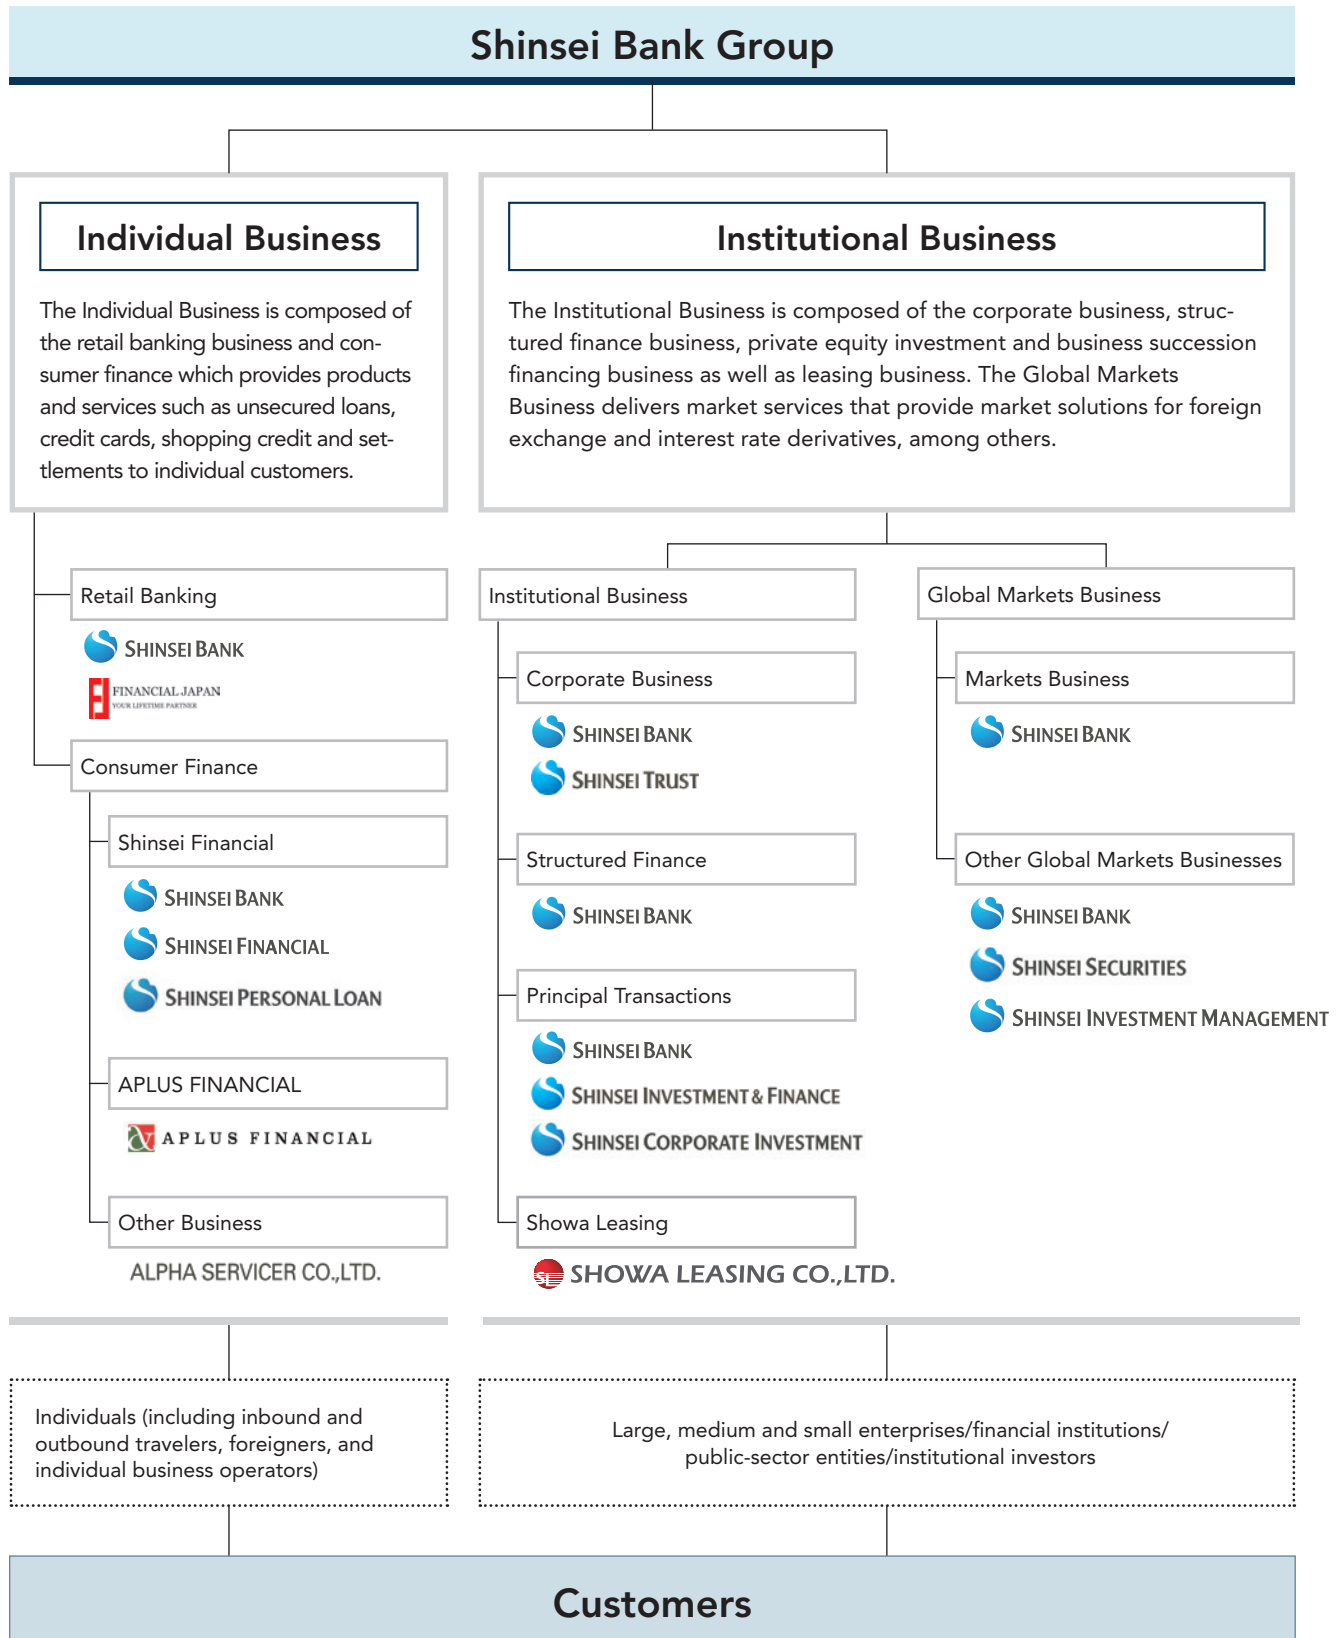 Shinsei Bank Group
Individual Business
The Individual Business is composed of
the retail banking business and con-
sumer finance which provides products
and services such as unsecured loans,
credit cards, shopping credit and set-
tlements to individual customers.
Institutional Business
The Institutional Business is composed of the corporate business, struc-
tured finance business, private equity investment and business succession
financing business as well as leasing business. The Global Markets
Business delivers market services that provide market solutions for foreign
exchange and interest rate derivatives, among others.
Retail Banking
SHINSEI BANK
FINANCIAL JAPAN
YOUR LIFETIME PARTNER
Consumer Finance
Shinsei Financial
SHINSEI BANK
SHINSEI FINANCIAL
SHINSEI PERSONAL LOAN
APLUS FINANCIAL
APLUS FINANCIAL
Other Business
ALPHA SERVICER CO.,LTD.
Institutional Business
Corporate Business
SHINSEI BANK
SHINSEI TRUST
Structured Finance
SHINSEI BANK
Principal Transactions
SHINSEI BANK
SHINSEI INVESTMENT & FINANCE
SHINSEI CORPORATE INVESTMENT
Showa Leasing
SL SHOWA LEASING CO.,LTD.
Global Markets Business
Markets Business
SHINSEI BANK
Other Global Markets Businesses
SHINSEI BANK
SHINSEI SECURITIES
SHINSEI INVESTMENT MANAGEMENT
Individuals (including inbound and
outbound travelers, foreigners, and
individual business operators)
Large, medium and small enterprises/financial institutions/
public-sector entities/institutional investors
Customers